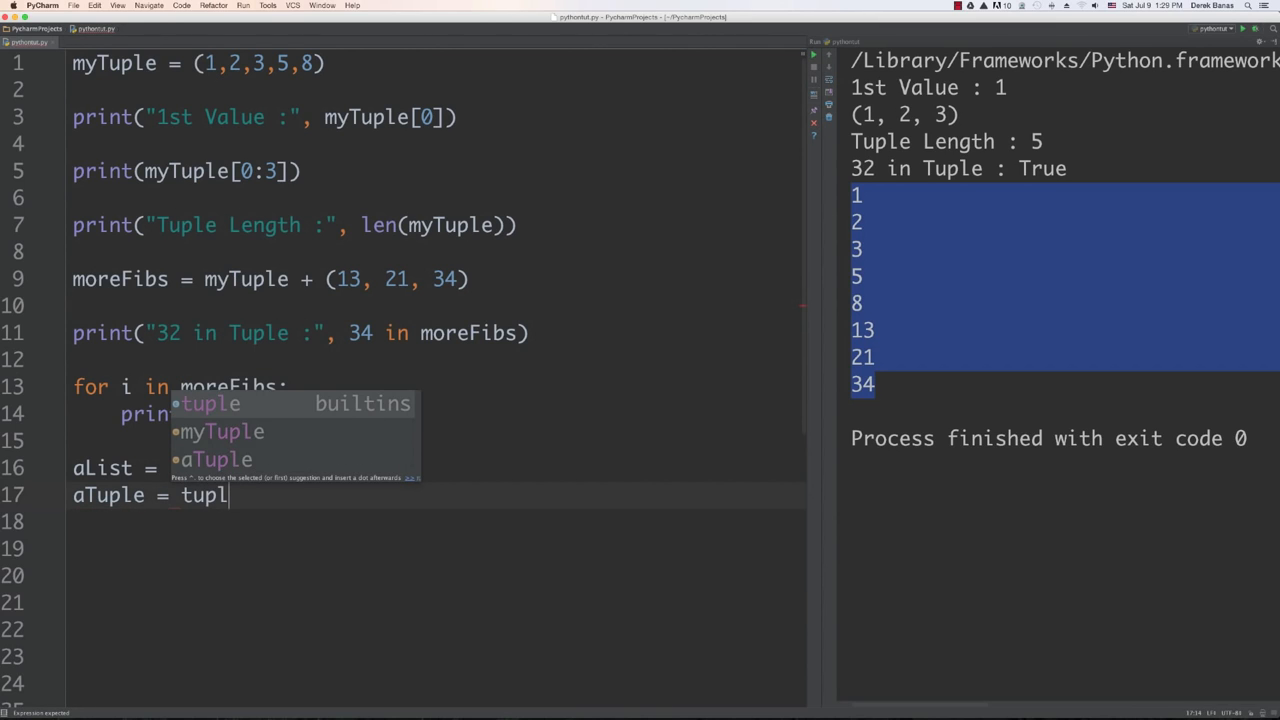 PyCharm File Edit View Navigate Code Refactor Run Tools VCS Window Help
10 Sat Jul 9 1:29 PM Derek Banas
pythontut.py - PycharmProjects - [~/PycharmProjects]
PycharmProjects pythontut.py
pythontut
pythontut.py
Run pythontut
1 myTuple = (1,2,3,5,8)
2
3 print("1st Value :", myTuple[0])
4
5 print(myTuple[0:3])
6
7 print("Tuple Length :", len(myTuple))
8
9 moreFibs = myTuple + (13, 21, 34)
10
11 print("32 in Tuple :", 34 in moreFibs)
12
13 for i in moreFibs:
14 prin
15
16 aList =
17 aTuple = tupl
18
19
20
21
22
23
24
tuple builtins
myTuple
aTuple
Press ^. to choose the selected (or first) suggestion and insert a dot afterwards >>
/Library/Frameworks/Python.framework
1st Value : 1
(1, 2, 3)
Tuple Length : 5
32 in Tuple : True
1
2
3
5
8
13
21
34
Process finished with exit code 0
Expression expected
17:14 LF UTF-8